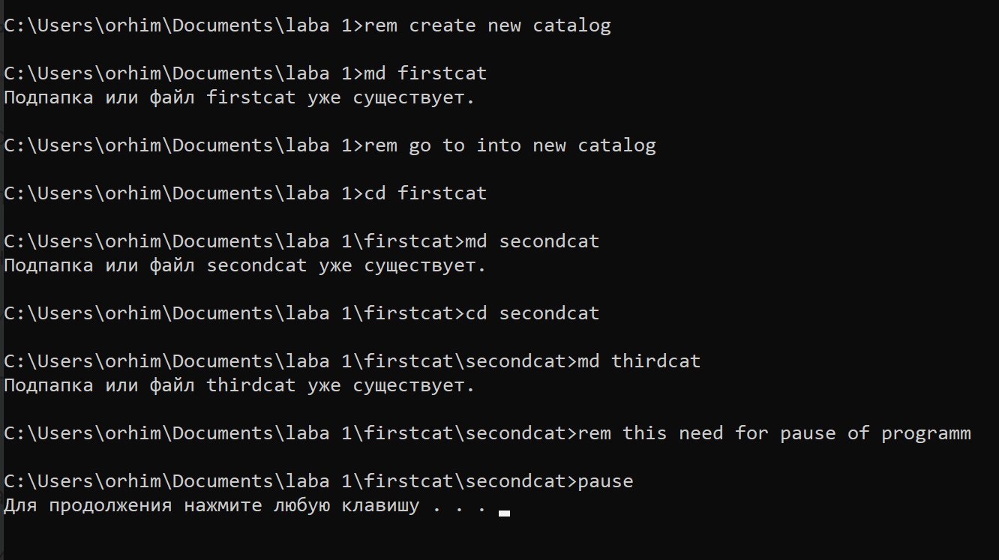 C:\Users\orhim\Documents\laba 1>rem create new catalog
C:\Users\orhim\Documents\laba 1>md firstcat
Подпапка или файл firstcat уже существует.
C:\Users\orhim\Documents\laba 1>rem go to into new catalog
C:\Users\orhim\Documents\laba 1>cd firstcat
C:\Users\orhim\Documents\laba 1\firstcat>md secondcat
Подпапка или файл secondcat уже существует.
C:\Users\orhim\Documents\laba 1\firstcat>cd secondcat
C:\Users\orhim\Documents\laba 1\firstcat\secondcat>md thirdcat
Подпапка или файл thirdcat уже существует.
C:\Users\orhim\Documents\laba 1\firstcat\secondcat>rem this need for pause of programm
C:\Users\orhim\Documents\laba 1\firstcat\secondcat>pause
Для продолжения нажмите любую клавишу . . .